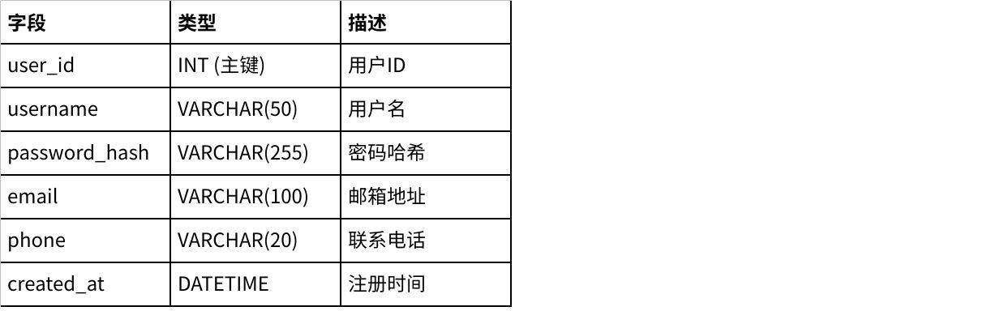 字段 类型 描述
user_id INT (主键) 用户ID
username VARCHAR(50) 用户名
password_hash VARCHAR(255) 密码哈希
email VARCHAR(100) 邮箱地址
phone VARCHAR(20) 联系电话
created_at DATETIME 注册时间